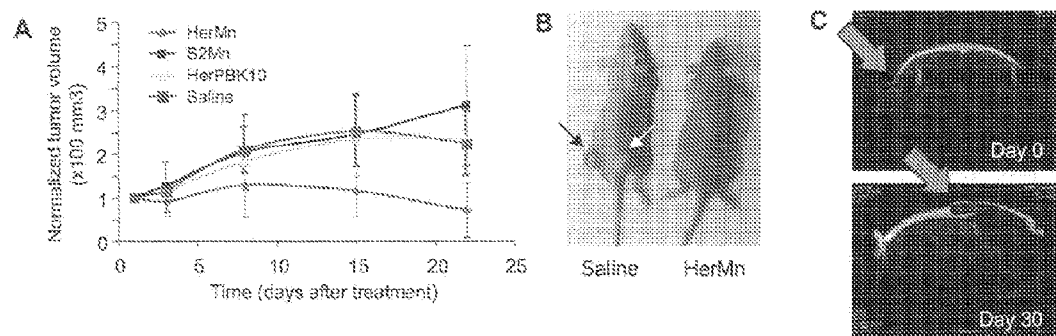 A
Normalized tumor volume
(x100 mm3)
5
4
3
2
1
0
0
5
10
15
20
25
Time (days after treatment)
HerMn
S2Mn
HerPBK10
Saline
B
Saline
HerMn
C
Day 0
Day 30